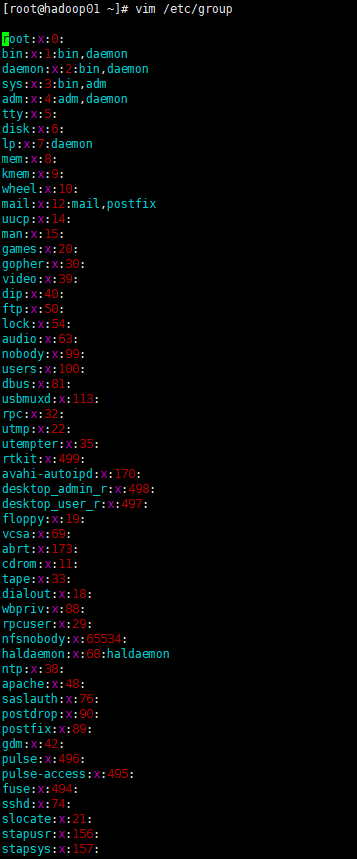 [root@hadoop01 ~]# vim /etc/group
root:x:0:
bin:x:1:bin,daemon
daemon:x:2:bin,daemon
sys:x:3:bin,adm
adm:x:4:adm,daemon
tty:x:5:
disk:x:6:
lp:x:7:daemon
mem:x:8:
kmem:x:9:
wheel:x:10:
mail:x:12:mail,postfix
uucp:x:14:
man:x:15:
games:x:20:
gopher:x:30:
video:x:39:
dip:x:40:
ftp:x:50:
lock:x:54:
audio:x:63:
nobody:x:99:
users:x:100:
dbus:x:81:
usbmuxd:x:113:
rpc:x:32:
utmp:x:22:
utempter:x:35:
rtkit:x:499:
avahi-autoipd:x:170:
desktop_admin_r:x:498:
desktop_user_r:x:497:
floppy:x:19:
vcsa:x:69:
abrt:x:173:
cdrom:x:11:
tape:x:33:
dialout:x:18:
wbpriv:x:88:
rpcuser:x:29:
nfsnobody:x:65534:
haldaemon:x:68:haldaemon
ntp:x:38:
apache:x:48:
saslauth:x:76:
postdrop:x:90:
postfix:x:89:
gdm:x:42:
pulse:x:496:
pulse-access:x:495:
fuse:x:494:
sshd:x:74:
slocate:x:21:
stapusr:x:156:
stapsys:x:157: